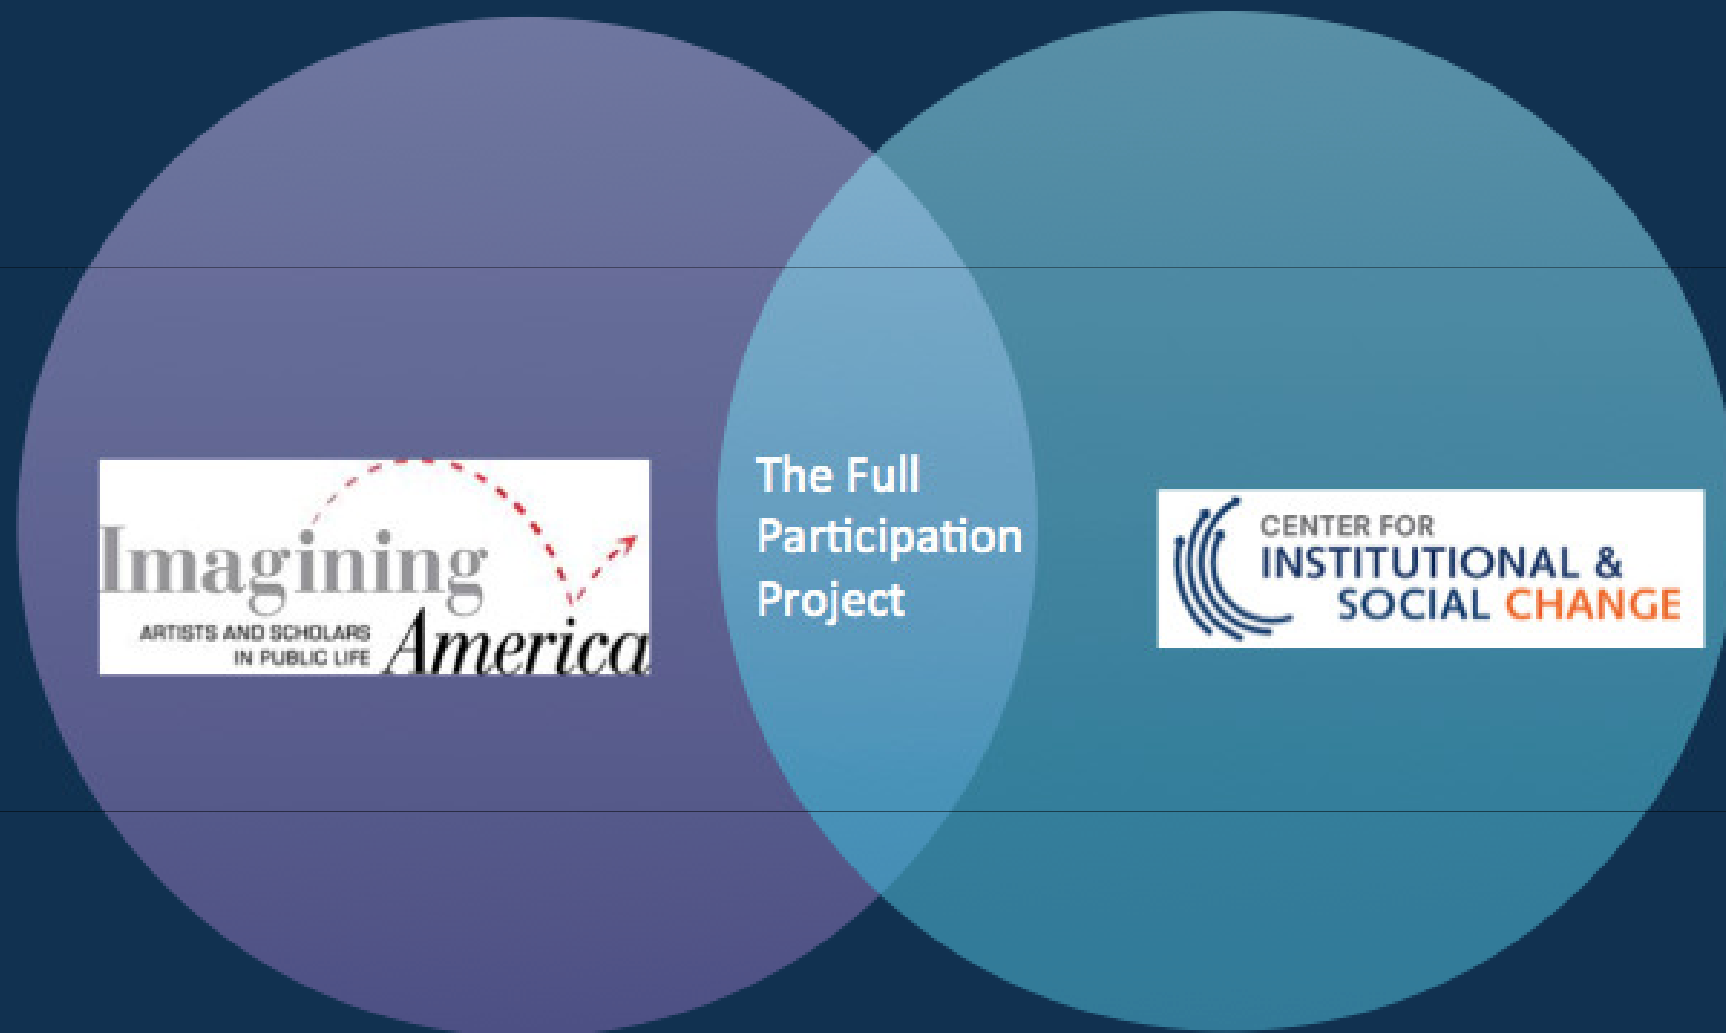 Imagining
ARTISTS AND SCHOLARS
IN PUBLIC LIFE
America
The Full
Participation
Project
CENTER FOR
INSTITUTIONAL &
SOCIAL CHANGE